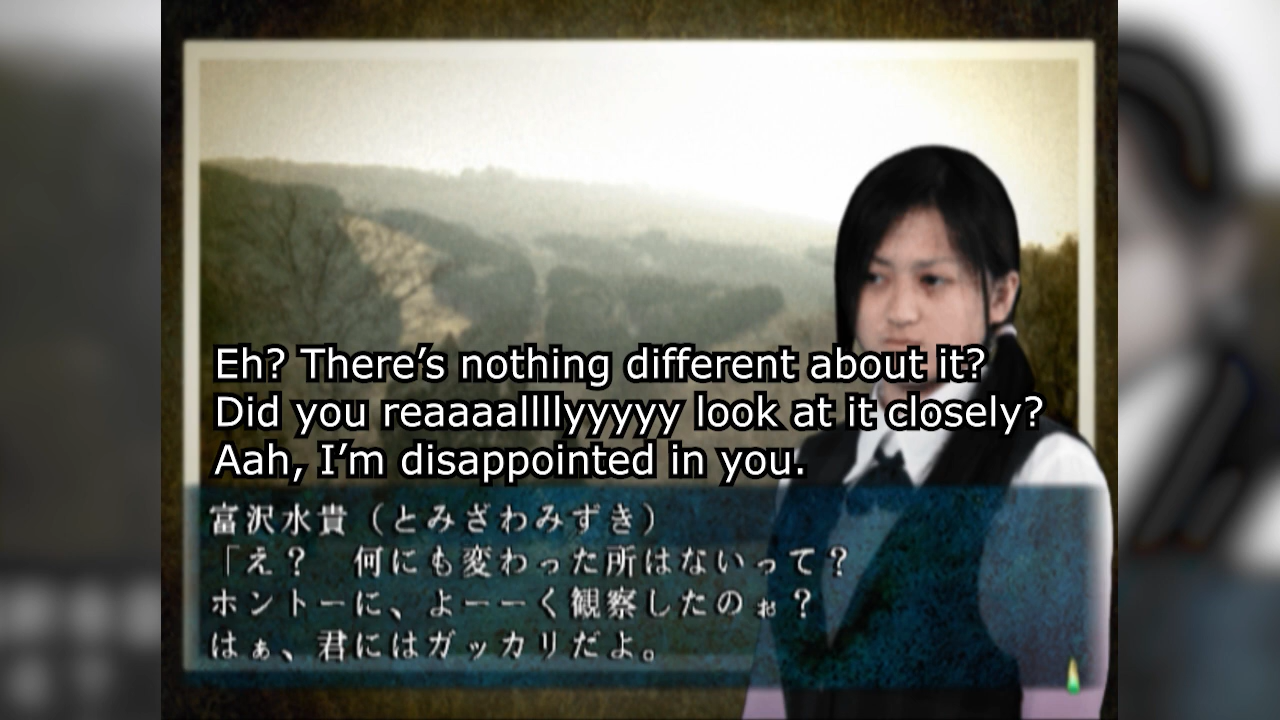 Eh? There's nothing different about it?
Did you reaaaallllyyyyy look at it closely?
Aah, I'm disappointed in you.
富沢水貴（とみざわみずき）
「え？　何にも変わった所はないって？
ホントーに、よーーく観察したのぉ？
はぁ、君にはガッカリだよ。